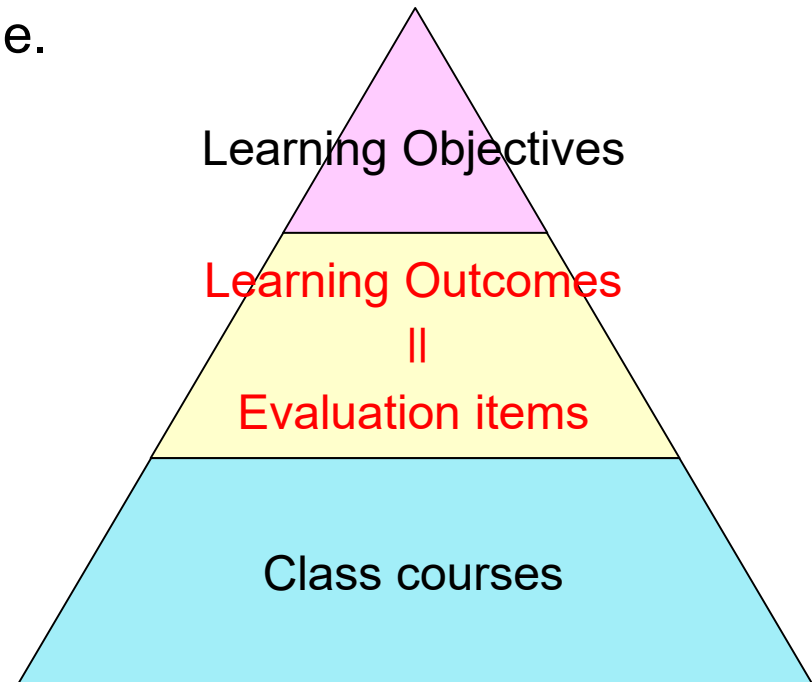 e.
Learning Objectives
Learning Outcomes
||
Evaluation items
Class courses